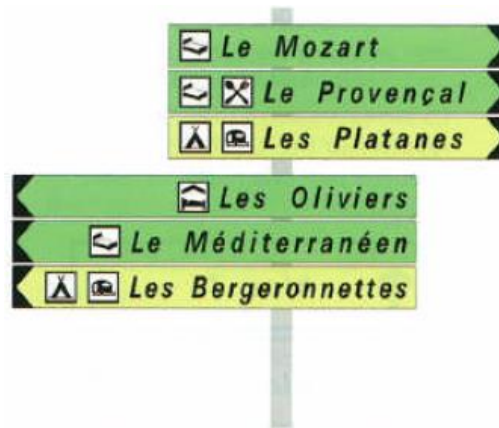 Le Mozart
Le Provençal
Les Platanes
Les Oliviers
Le Méditerranéen
Les Bergeronnettes